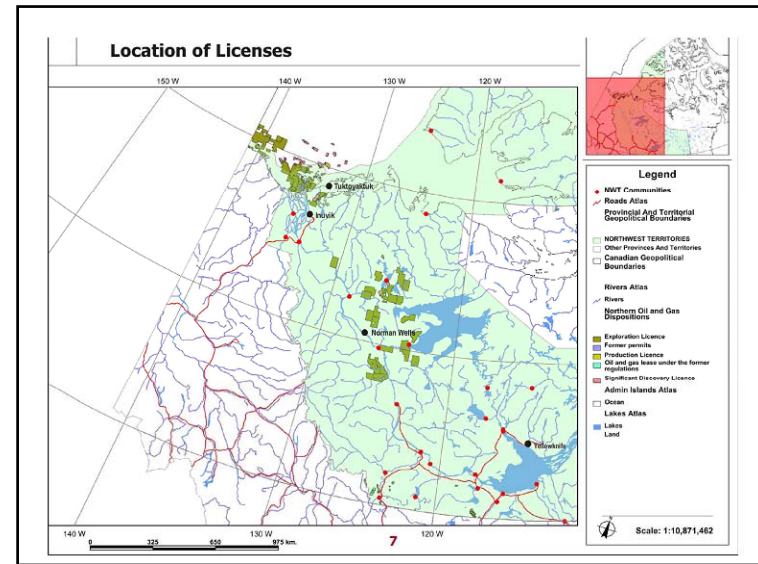 Location of Licenses
150 W
140 W
130 W
120 W
Tuktoyaktuk
Inuvik
Norman Wells
Yellowknife
140 W
130 W
120 W
0 325 650 975 km.
7
Legend
NWT Communities
Roads Atlas
Provincial And Territorial
Geopolitical Boundaries
NORTHWEST TERRITORIES
Other Provinces And Territories
Canadian Geopolitical
Boundaries
Rivers Atlas
Rivers
Northern Oil and Gas
Dispositions
Exploration Licence
Former permits
Production Licence
Oil and gas lease under the former
regulations
Significant Discovery Licence
Admin Islands Atlas
Ocean
Lakes Atlas
Lakes
Land
Scale: 1:10,871,462